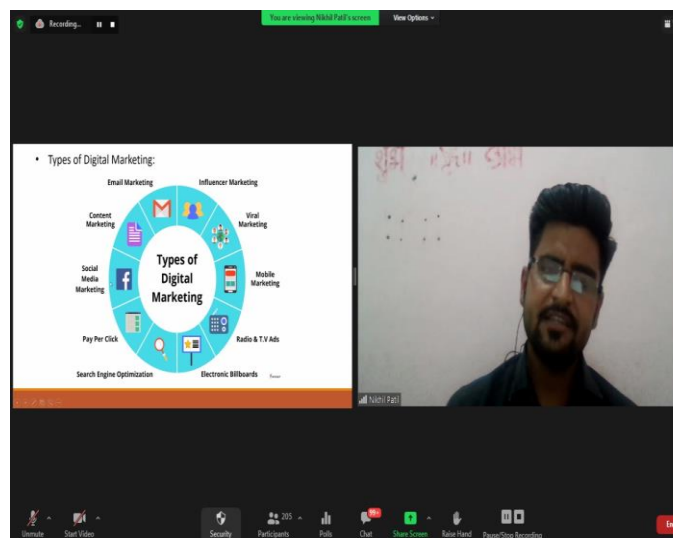 Recording...
You are viewing Nikhil Patil's screen
View Options
• Types of Digital Marketing:
Email Marketing
Influencer Marketing
Content
Marketing
Viral
Marketing
Social
Media
Marketing
Types of
Digital
Marketing
Mobile
Marketing
Pay Per Click
Radio & T.V Ads
Search Engine Optimization
Electronic Billboards
Nikhil Patil
Unmute
Start Video
Security
205
Participants
Polls
99+
Chat
Share Screen
Raise Hand
Pause/Stop Recording
En